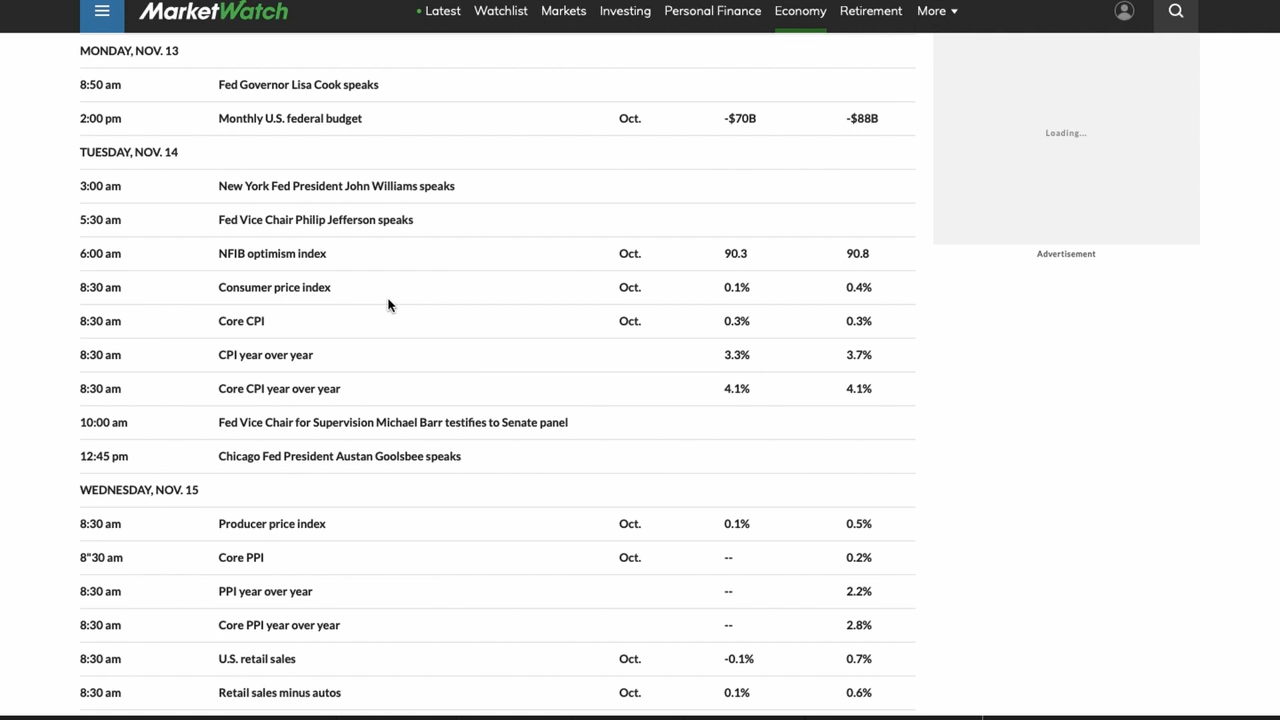 MarketWatch Latest Watchlist Markets Investing Personal Finance Economy Retirement More
MONDAY, NOV. 13
8:50 am Fed Governor Lisa Cook speaks
2:00 pm Monthly U.S. federal budget Oct. -$70B -$88B
TUESDAY, NOV. 14
3:00 am New York Fed President John Williams speaks
5:30 am Fed Vice Chair Philip Jefferson speaks
6:00 am NFIB optimism index Oct. 90.3 90.8
8:30 am Consumer price index Oct. 0.1% 0.4%
8:30 am Core CPI Oct. 0.3% 0.3%
8:30 am CPI year over year 3.3% 3.7%
8:30 am Core CPI year over year 4.1% 4.1%
10:00 am Fed Vice Chair for Supervision Michael Barr testifies to Senate panel
12:45 pm Chicago Fed President Austan Goolsbee speaks
WEDNESDAY, NOV. 15
8:30 am Producer price index Oct. 0.1% 0.5%
8"30 am Core PPI Oct. -- 0.2%
8:30 am PPI year over year -- 2.2%
8:30 am Core PPI year over year -- 2.8%
8:30 am U.S. retail sales Oct. -0.1% 0.7%
8:30 am Retail sales minus autos Oct. 0.1% 0.6%
Loading...
Advertisement